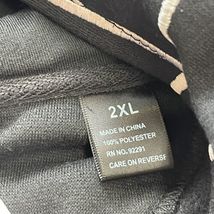 2XL
MADE IN CHINA
100% POLYESTER
RN NO. 92291
CARE ON REVERSE